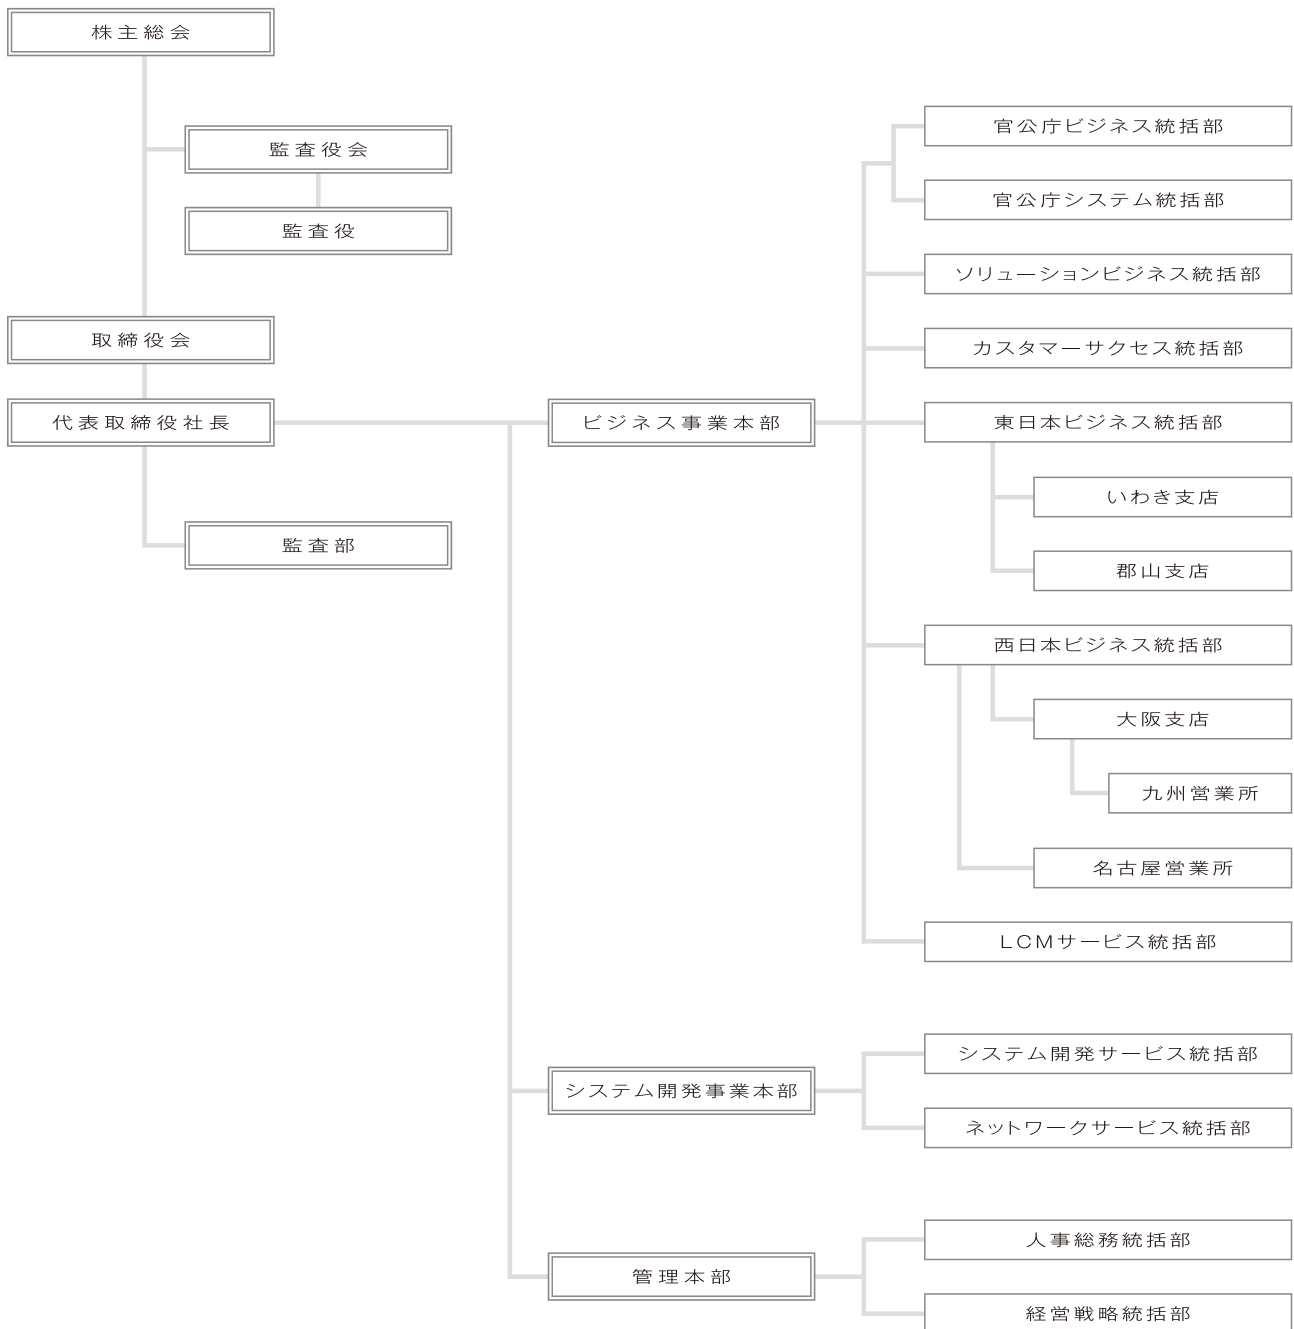 株主総会
監査役会
監査役
取締役会
代表取締役社長
監査部
ビジネス事業本部
官公庁ビジネス統括部
官公庁システム統括部
ソリューションビジネス統括部
カスタマーサクセス統括部
東日本ビジネス統括部
いわき支店
郡山支店
西日本ビジネス統括部
大阪支店
九州営業所
名古屋営業所
LCMサービス統括部
システム開発事業本部
システム開発サービス統括部
ネットワークサービス統括部
管理本部
人事総務統括部
経営戦略統括部